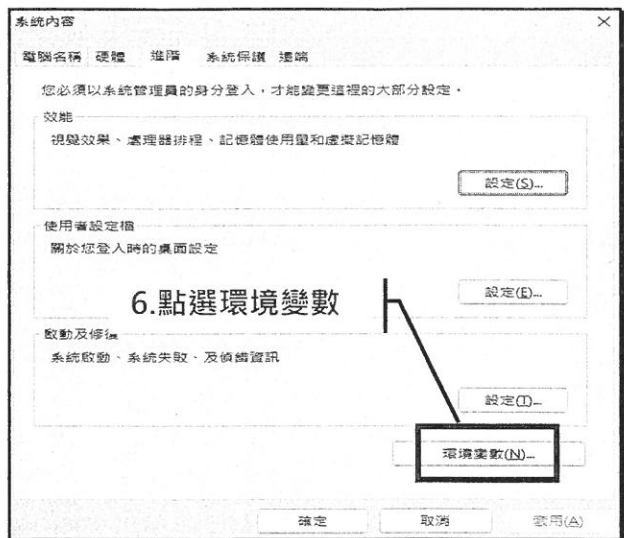 系統內容
電腦名稱 硬體 進階 系統保護 遠端
您必須以系統管理員的身分登入，才能變更這裡的大部分設定。
效能
視覺效果、處理器排程、記憶體使用量和虛擬記憶體
設定(S)...
使用者設定檔
關於您登入時的桌面設定
設定(E)...
6.點選環境變數
啟動及修復
系統啟動、系統失敗、及偵錯資訊
設定(T)...
環境變數(N)...
確定 取消 套用(A)